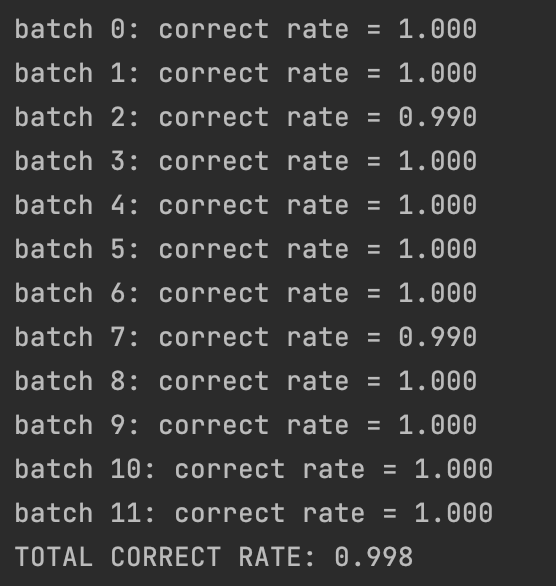 batch 0: correct rate = 1.000
batch 1: correct rate = 1.000
batch 2: correct rate = 0.990
batch 3: correct rate = 1.000
batch 4: correct rate = 1.000
batch 5: correct rate = 1.000
batch 6: correct rate = 1.000
batch 7: correct rate = 0.990
batch 8: correct rate = 1.000
batch 9: correct rate = 1.000
batch 10: correct rate = 1.000
batch 11: correct rate = 1.000
TOTAL CORRECT RATE: 0.998